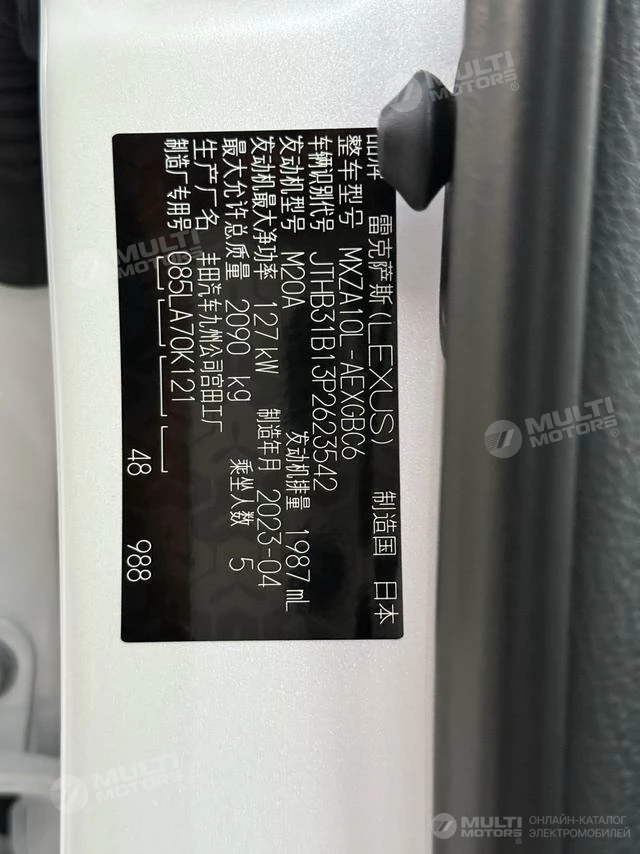 品牌 雷克萨斯(LEXUS) 制造国 日本
整车型号 MXZA10L-AEXGBC6
车辆识别代号 JTHB31B13P2623542
发动机型号 M20A 发动机排量 1987 mL
发动机最大净功率 127 kW 制造年月 2023-04
最大允许总质量 2090 kg 乘坐人数 5
生产厂名 丰田汽车九州公司宫田工厂
制造厂专用号 085LA70K121 48 988
MULTI MOTORS®
MULTI MOTORS®
MULTI MOTORS®
MULTI MOTORS®
MULTI MOTORS® ОНЛАЙН-КАТАЛОГ ЭЛЕКТРОМОБИЛЕЙ